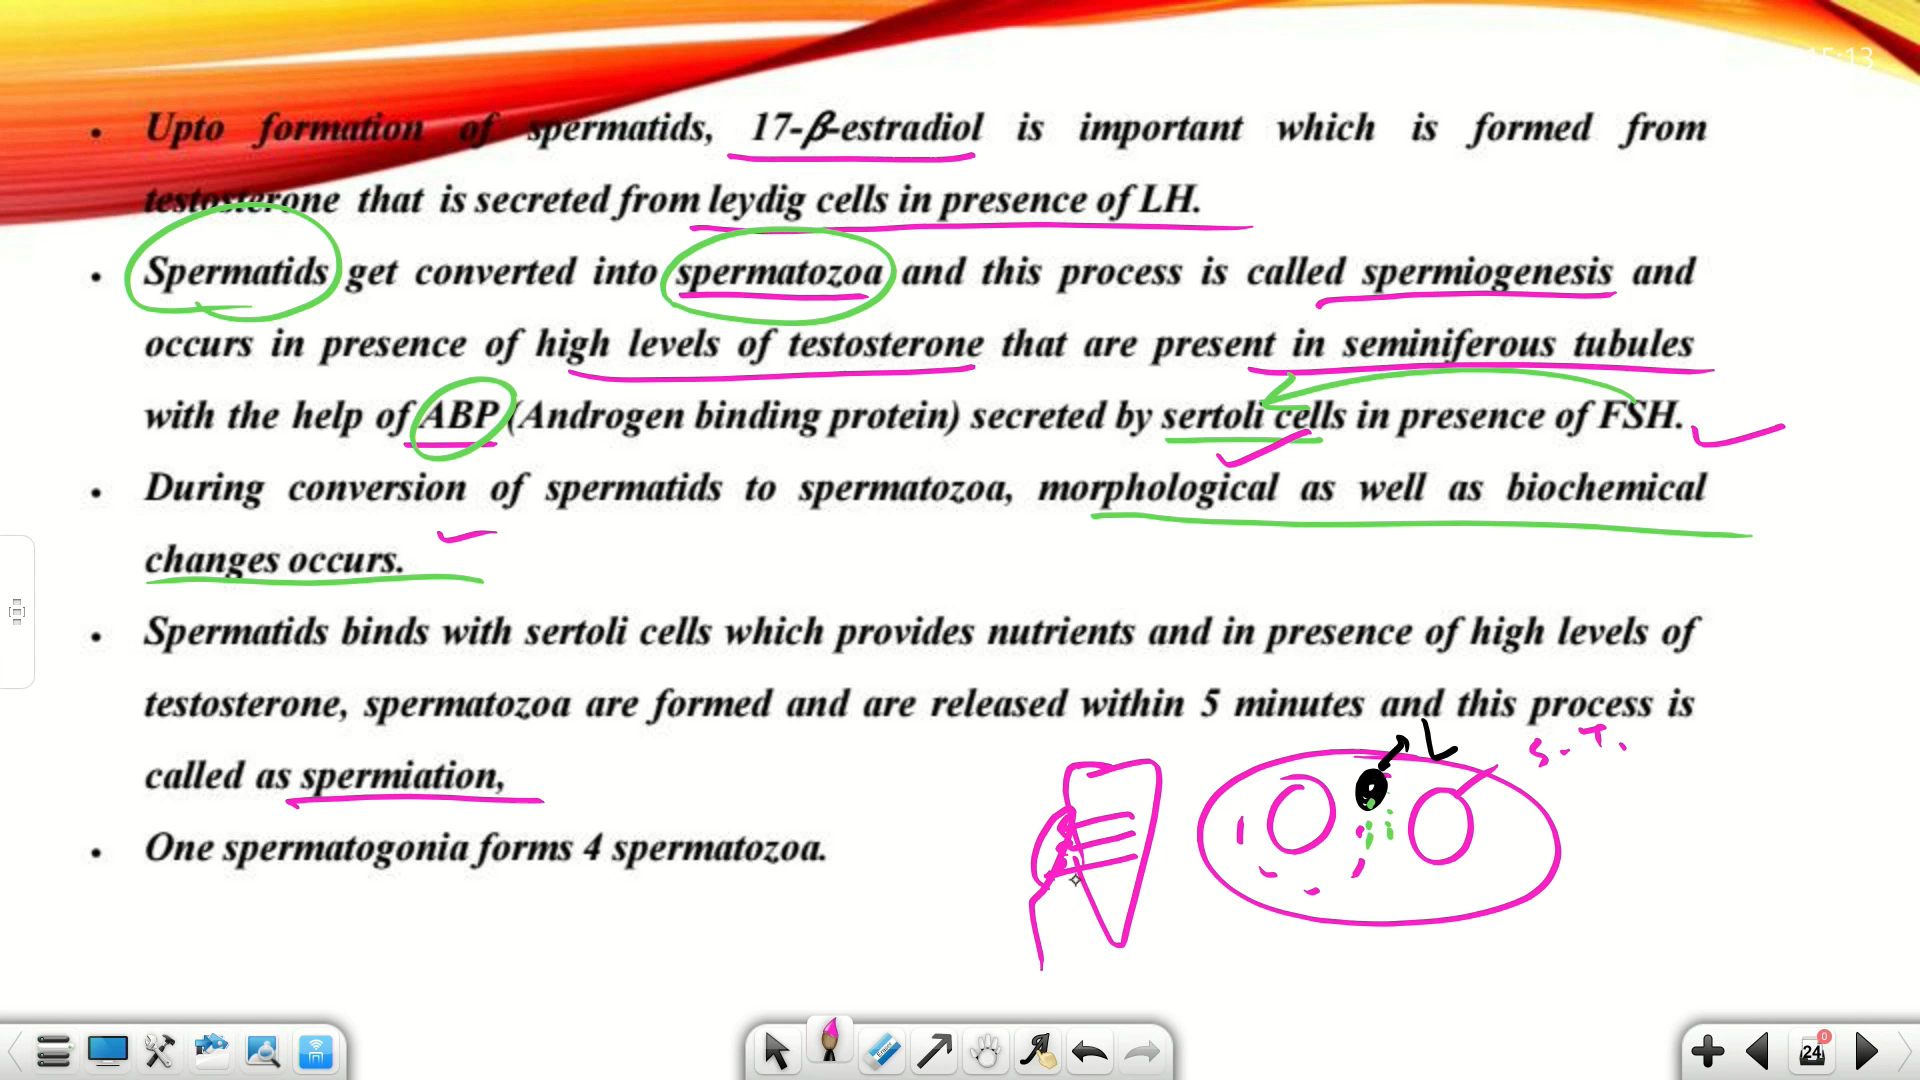 15:13
• Upto formation of spermatids, 17-β-estradiol is important which is formed from
testosterone that is secreted from leydig cells in presence of LH.
• Spermatids get converted into spermatozoa and this process is called spermiogenesis and
occurs in presence of high levels of testosterone that are present in seminiferous tubules
with the help of ABP (Androgen binding protein) secreted by sertoli cells in presence of FSH.
• During conversion of spermatids to spermatozoa, morphological as well as biochemical
changes occurs.
• Spermatids binds with sertoli cells which provides nutrients and in presence of high levels of
testosterone, spermatozoa are formed and are released within 5 minutes and this process is
called as spermiation,
L
S.T.
• One spermatogonia forms 4 spermatozoa.
24
0